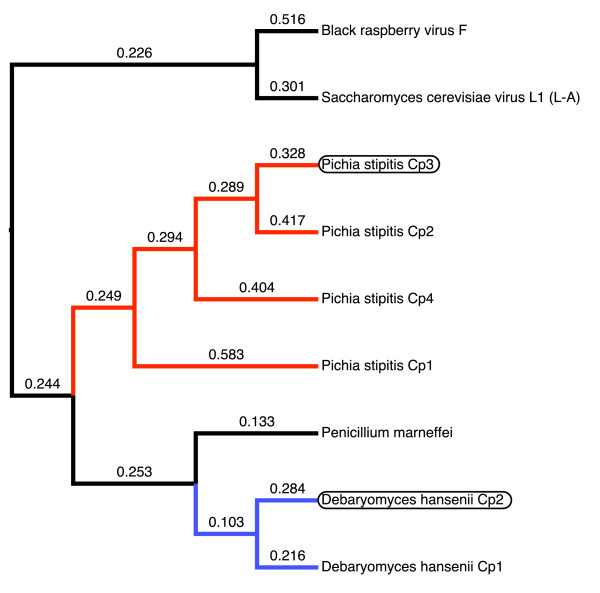 0.516
Black raspberry virus F
0.226
0.301
Saccharomyces cerevisiae virus L1 (L-A)
0.328
Pichia stipitis Cp3
0.289
0.417
Pichia stipitis Cp2
0.294
0.404
Pichia stipitis Cp4
0.249
0.583
Pichia stipitis Cp1
0.244
0.133
Penicillium marneffei
0.253
0.284
Debaryomyces hansenii Cp2
0.103
0.216
Debaryomyces hansenii Cp1